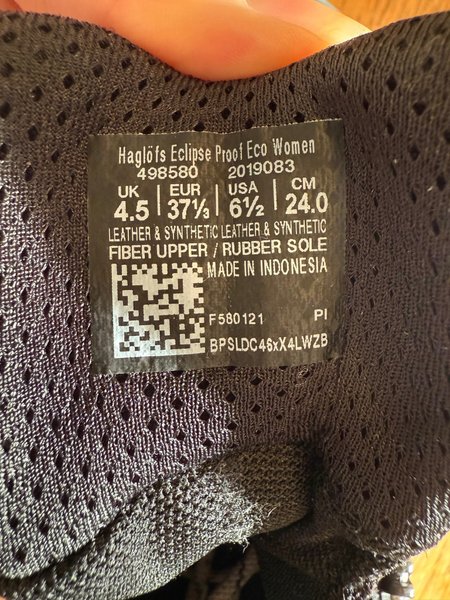 Haglöfs Eclipse Proof Eco Women
498580 2019083
UK EUR USA CM
4.5 37⅓ 6½ 24.0
LEATHER & SYNTHETIC LEATHER & SYNTHETIC
FIBER UPPER / RUBBER SOLE
MADE IN INDONESIA
F580121 PI
BPSLDC46xX4LWZB